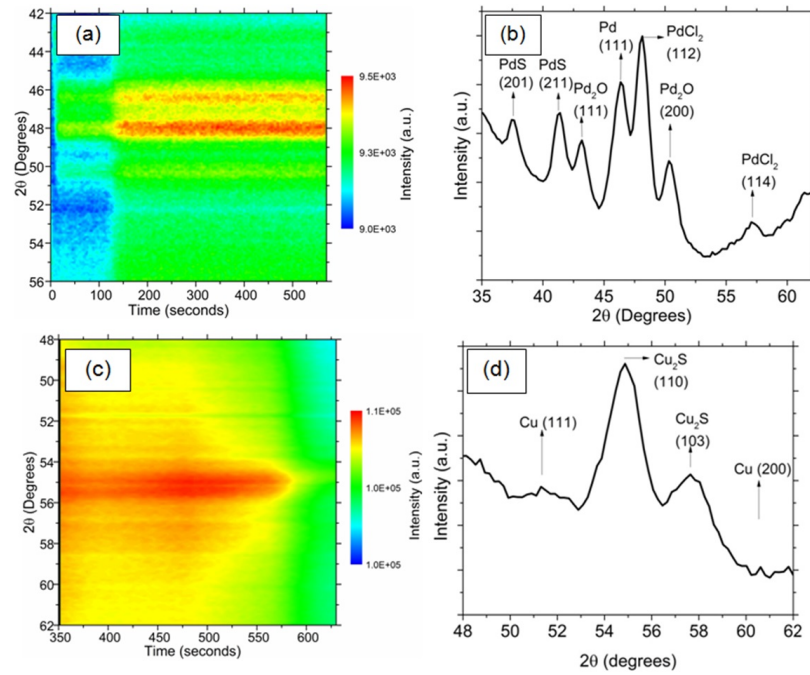 (a)
42
44
46
48
50
52
54
56
2θ (Degrees)
0
100
200
300
400
500
Time (seconds)
9.5E+03
9.3E+03
9.0E+03
Intensity (a.u.)
(b)
PdS
(201)
PdS
(211)
Pd₂O
(111)
Pd
(111)
PdCl₂
(112)
Pd₂O
(200)
PdCl₂
(114)
Intensity (a.u.)
35
40
45
50
55
60
2θ (Degrees)
(c)
48
50
52
54
56
58
60
62
2θ (Degrees)
350
400
450
500
550
600
Time (seconds)
1.1E+05
1.0E+05
1.0E+05
Intensity (a.u.)
(d)
Cu (111)
Cu₂S
(110)
Cu₂S
(103)
Cu (200)
Intensity (a.u.)
48
50
52
54
56
58
60
62
2θ (degrees)